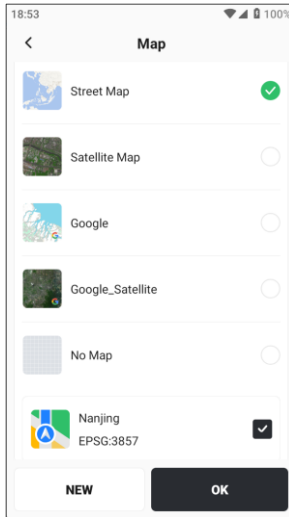 18:53
100%
Map
Street Map
Satellite Map
Google
Google_Satellite
No Map
Nanjing
EPSG:3857
NEW
OK